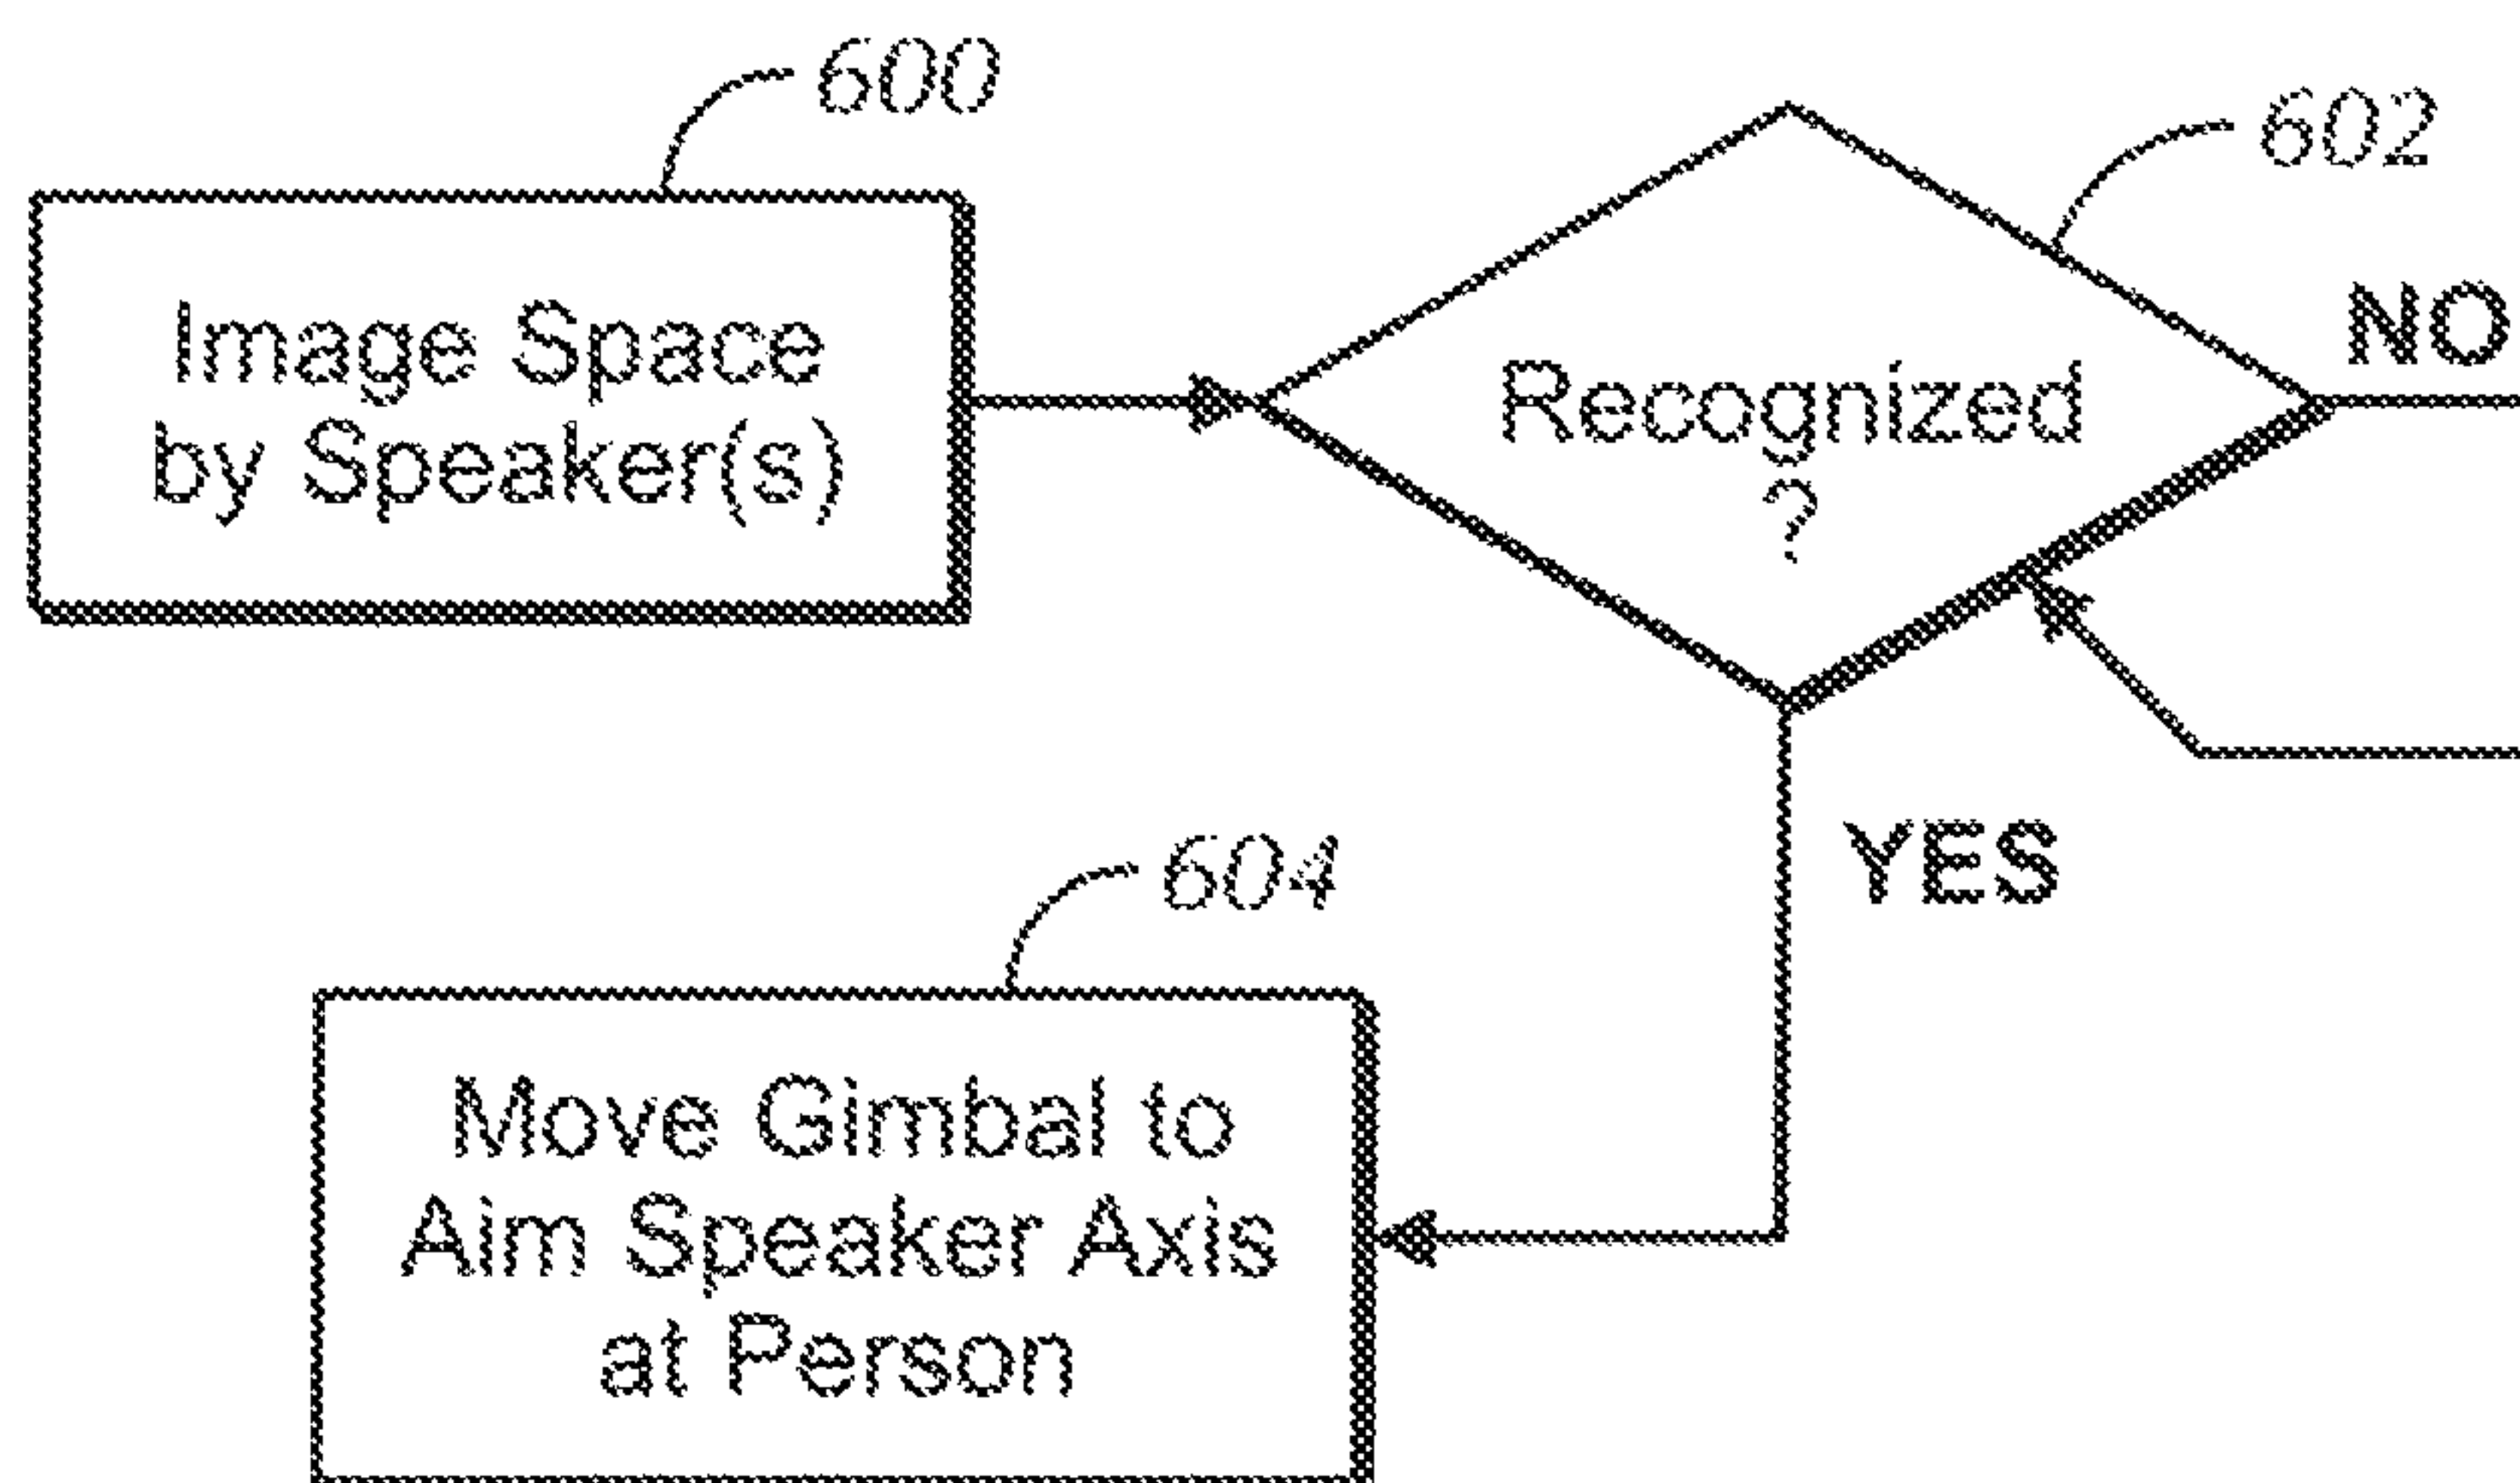 600
Image Space
by Speaker(s)
602
Recognized
?
NO
YES
604
Move Gimbal to
Aim Speaker Axis
at Person